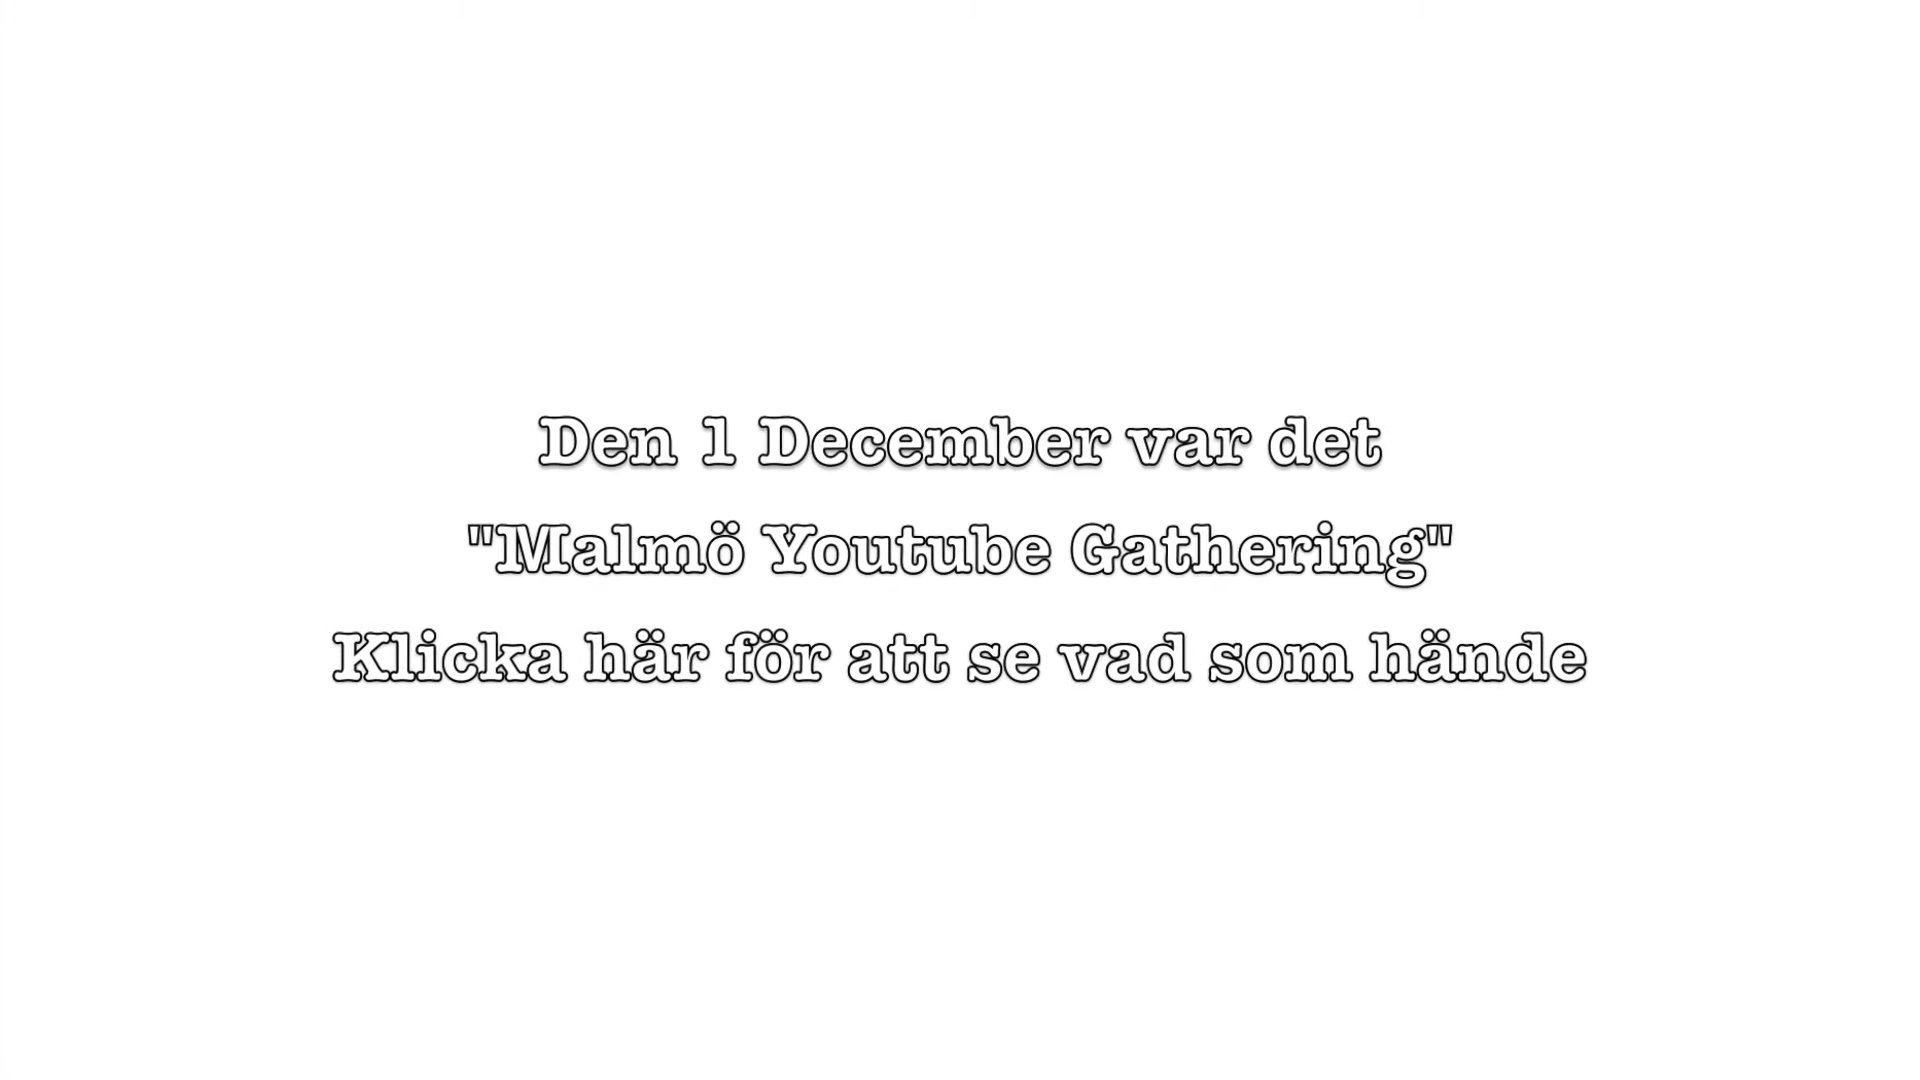 Den 1 December var det
"Malmö Youtube Gathering"
Klicka här för att se vad som hände